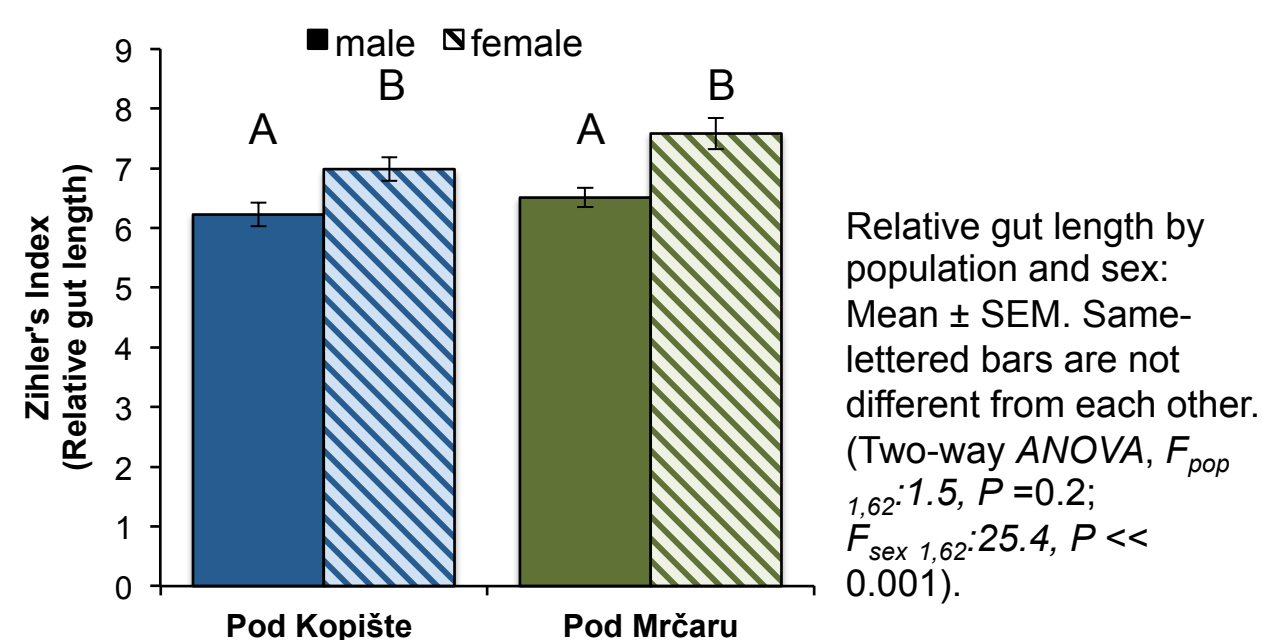 male female
9
8
7
6
5
4
3
2
1
0
Zihler's Index
(Relative gut length)
A
B
A
B
Pod Kopište
Pod Mrčaru
Relative gut length by
population and sex:
Mean ± SEM. Same-
lettered bars are not
different from each other.
(Two-way ANOVA, F pop
1,62:1.5, P =0.2;
F sex 1,62:25.4, P <<
0.001).